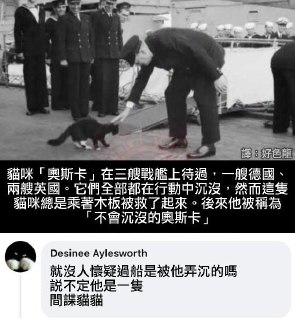 譯:好色龍
貓咪「奧斯卡」在三艘戰艦上待過,一艘德國、
兩艘英國。它們全部都在行動中沉沒,然而這隻
貓咪總是乘著木板被救了起來。後來他被稱為
「不會沉沒的奧斯卡」
Desinee Aylesworth
就沒人懷疑過船是被他弄沉的嗎
説不定他是一隻
間諜貓貓